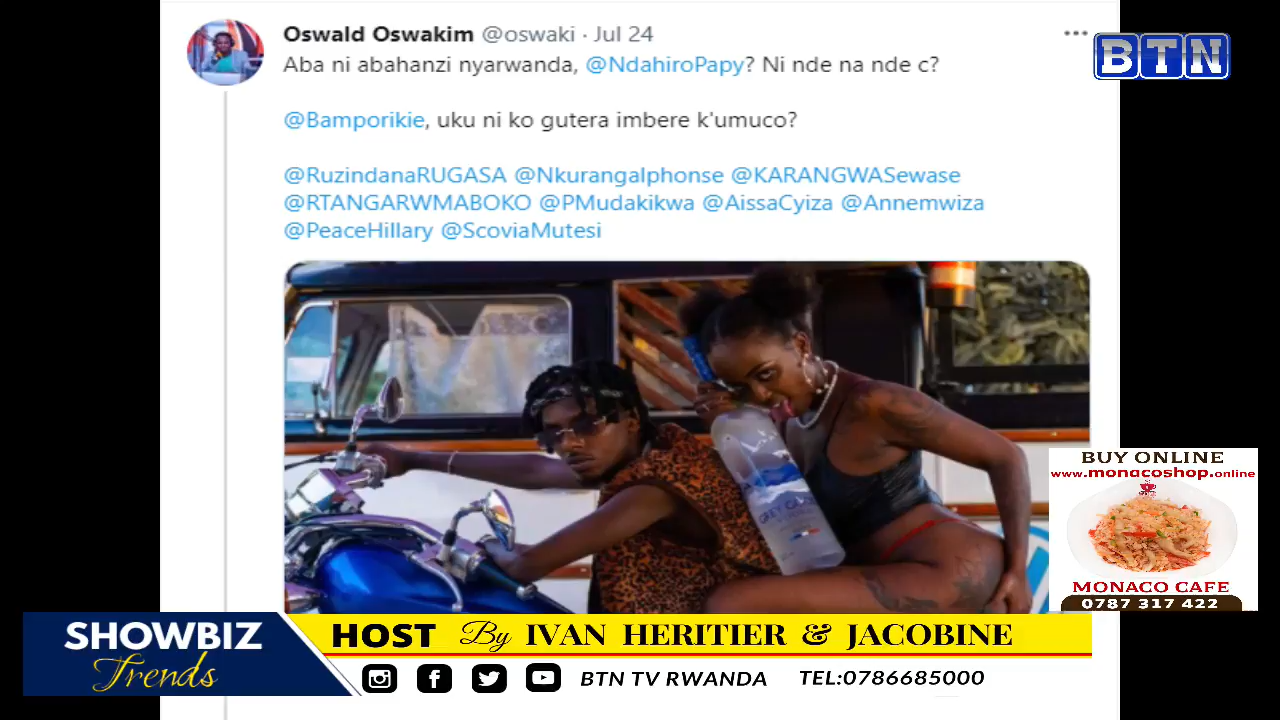 Oswald Oswakim @oswaki · Jul 24
Aba ni abahanzi nyarwanda, @NdahiroPapy? Ni nde na nde c?
@Bamporikie, uku ni ko gutera imbere k'umuco?
@RuzindanaRUGASA @Nkurangalphonse @KARANGWASewase
@RTANGARWMABOKO @PMudakikwa @AissaCyiza @Annemwiza
@PeaceHillary @ScoviaMutesi
BTN
GREY GOOSE
BUY ONLINE
www.monacoshop.online
MONACO CAFE
0787 317 422
SHOWBIZ
Trends
HOST By IVAN HERITIER & JACOBINE
BTN TV RWANDA TEL:0786685000